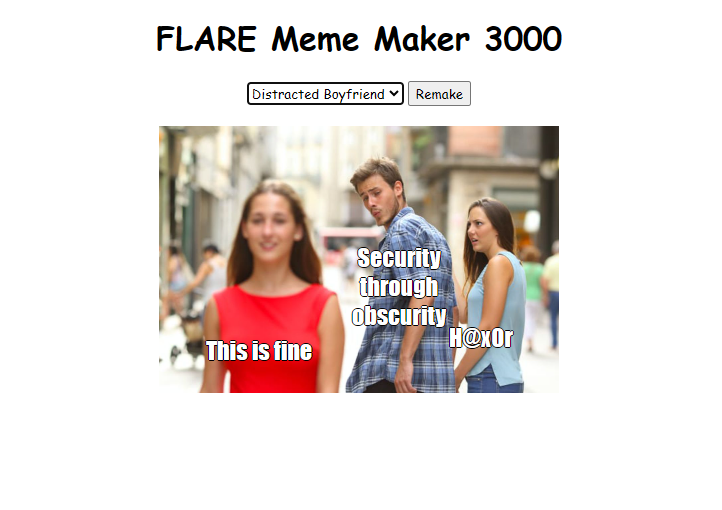 FLARE Meme Maker 3000
Distracted Boyfriend
Remake
Security
through
obscurity
H@x0r
This is fine